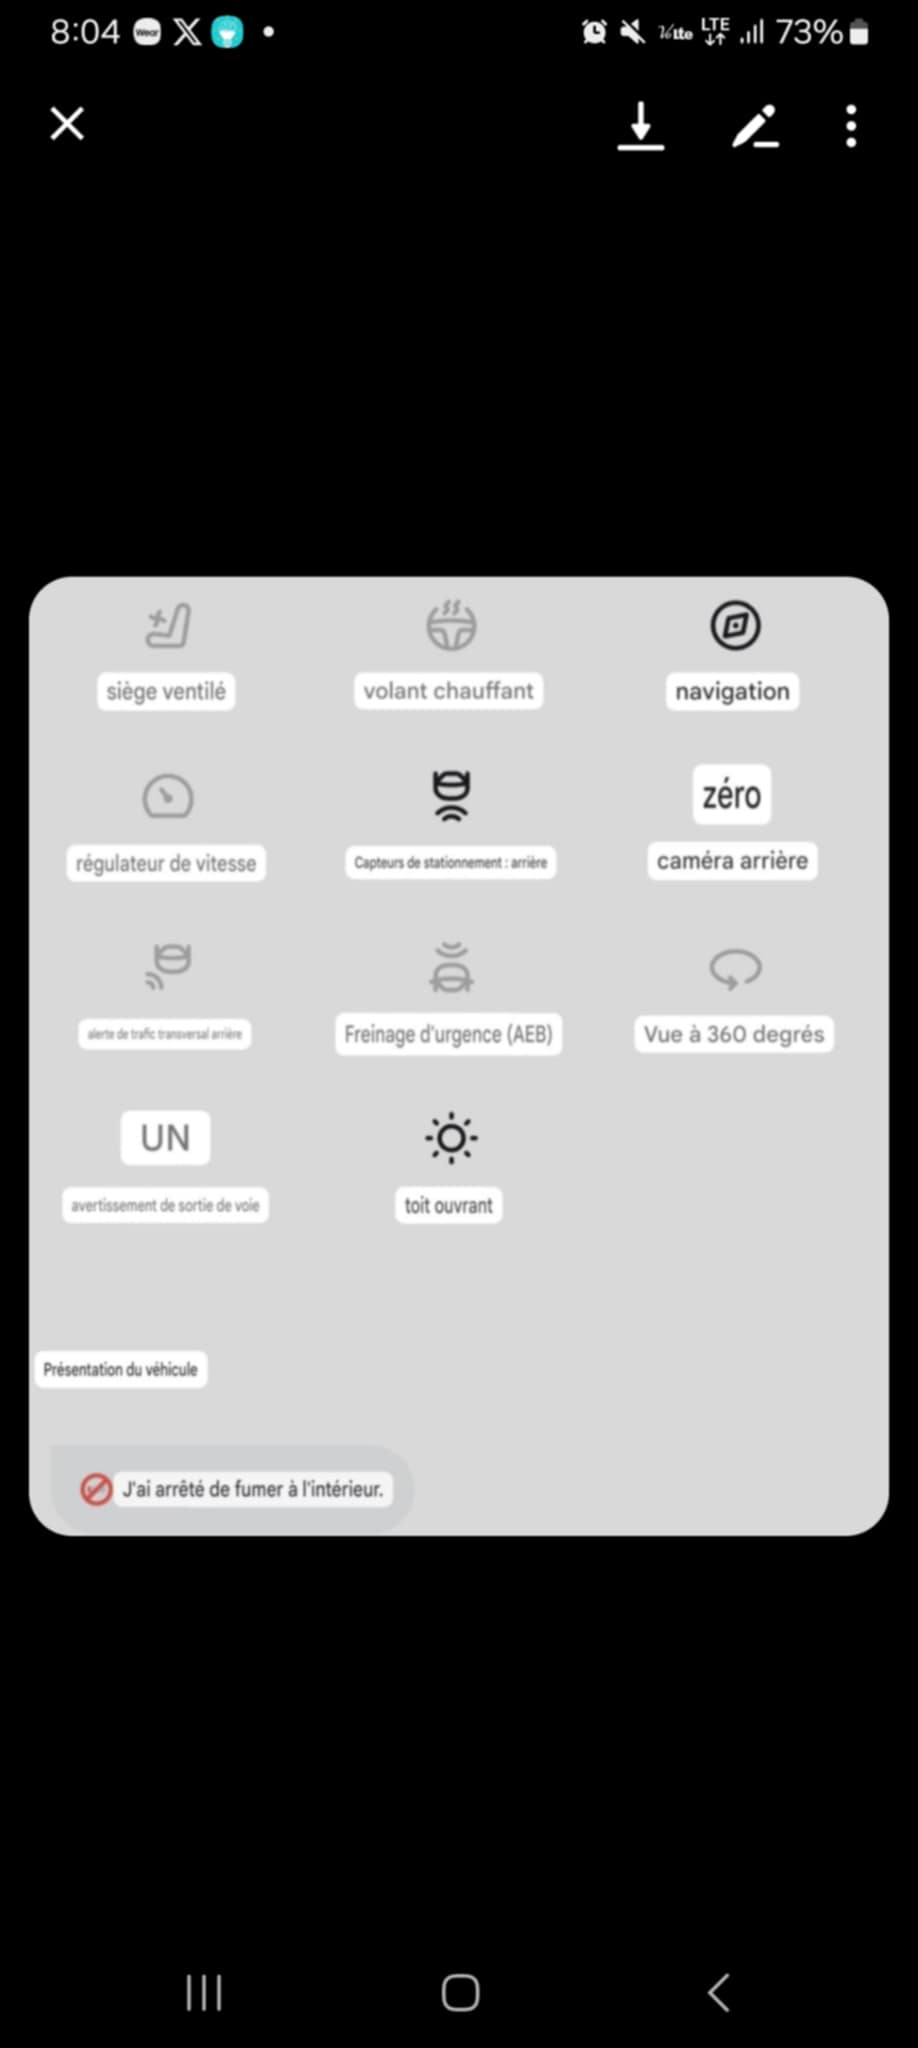 8:04 Wear X LTE 73%
siège ventilé
volant chauffant
navigation
régulateur de vitesse
Capteurs de stationnement : arrière
zéro
caméra arrière
alerte de trafic transversal arrière
Freinage d'urgence (AEB)
Vue à 360 degrés
UN
avertissement de sortie de voie
toit ouvrant
Présentation du véhicule
J'ai arrêté de fumer à l'intérieur.